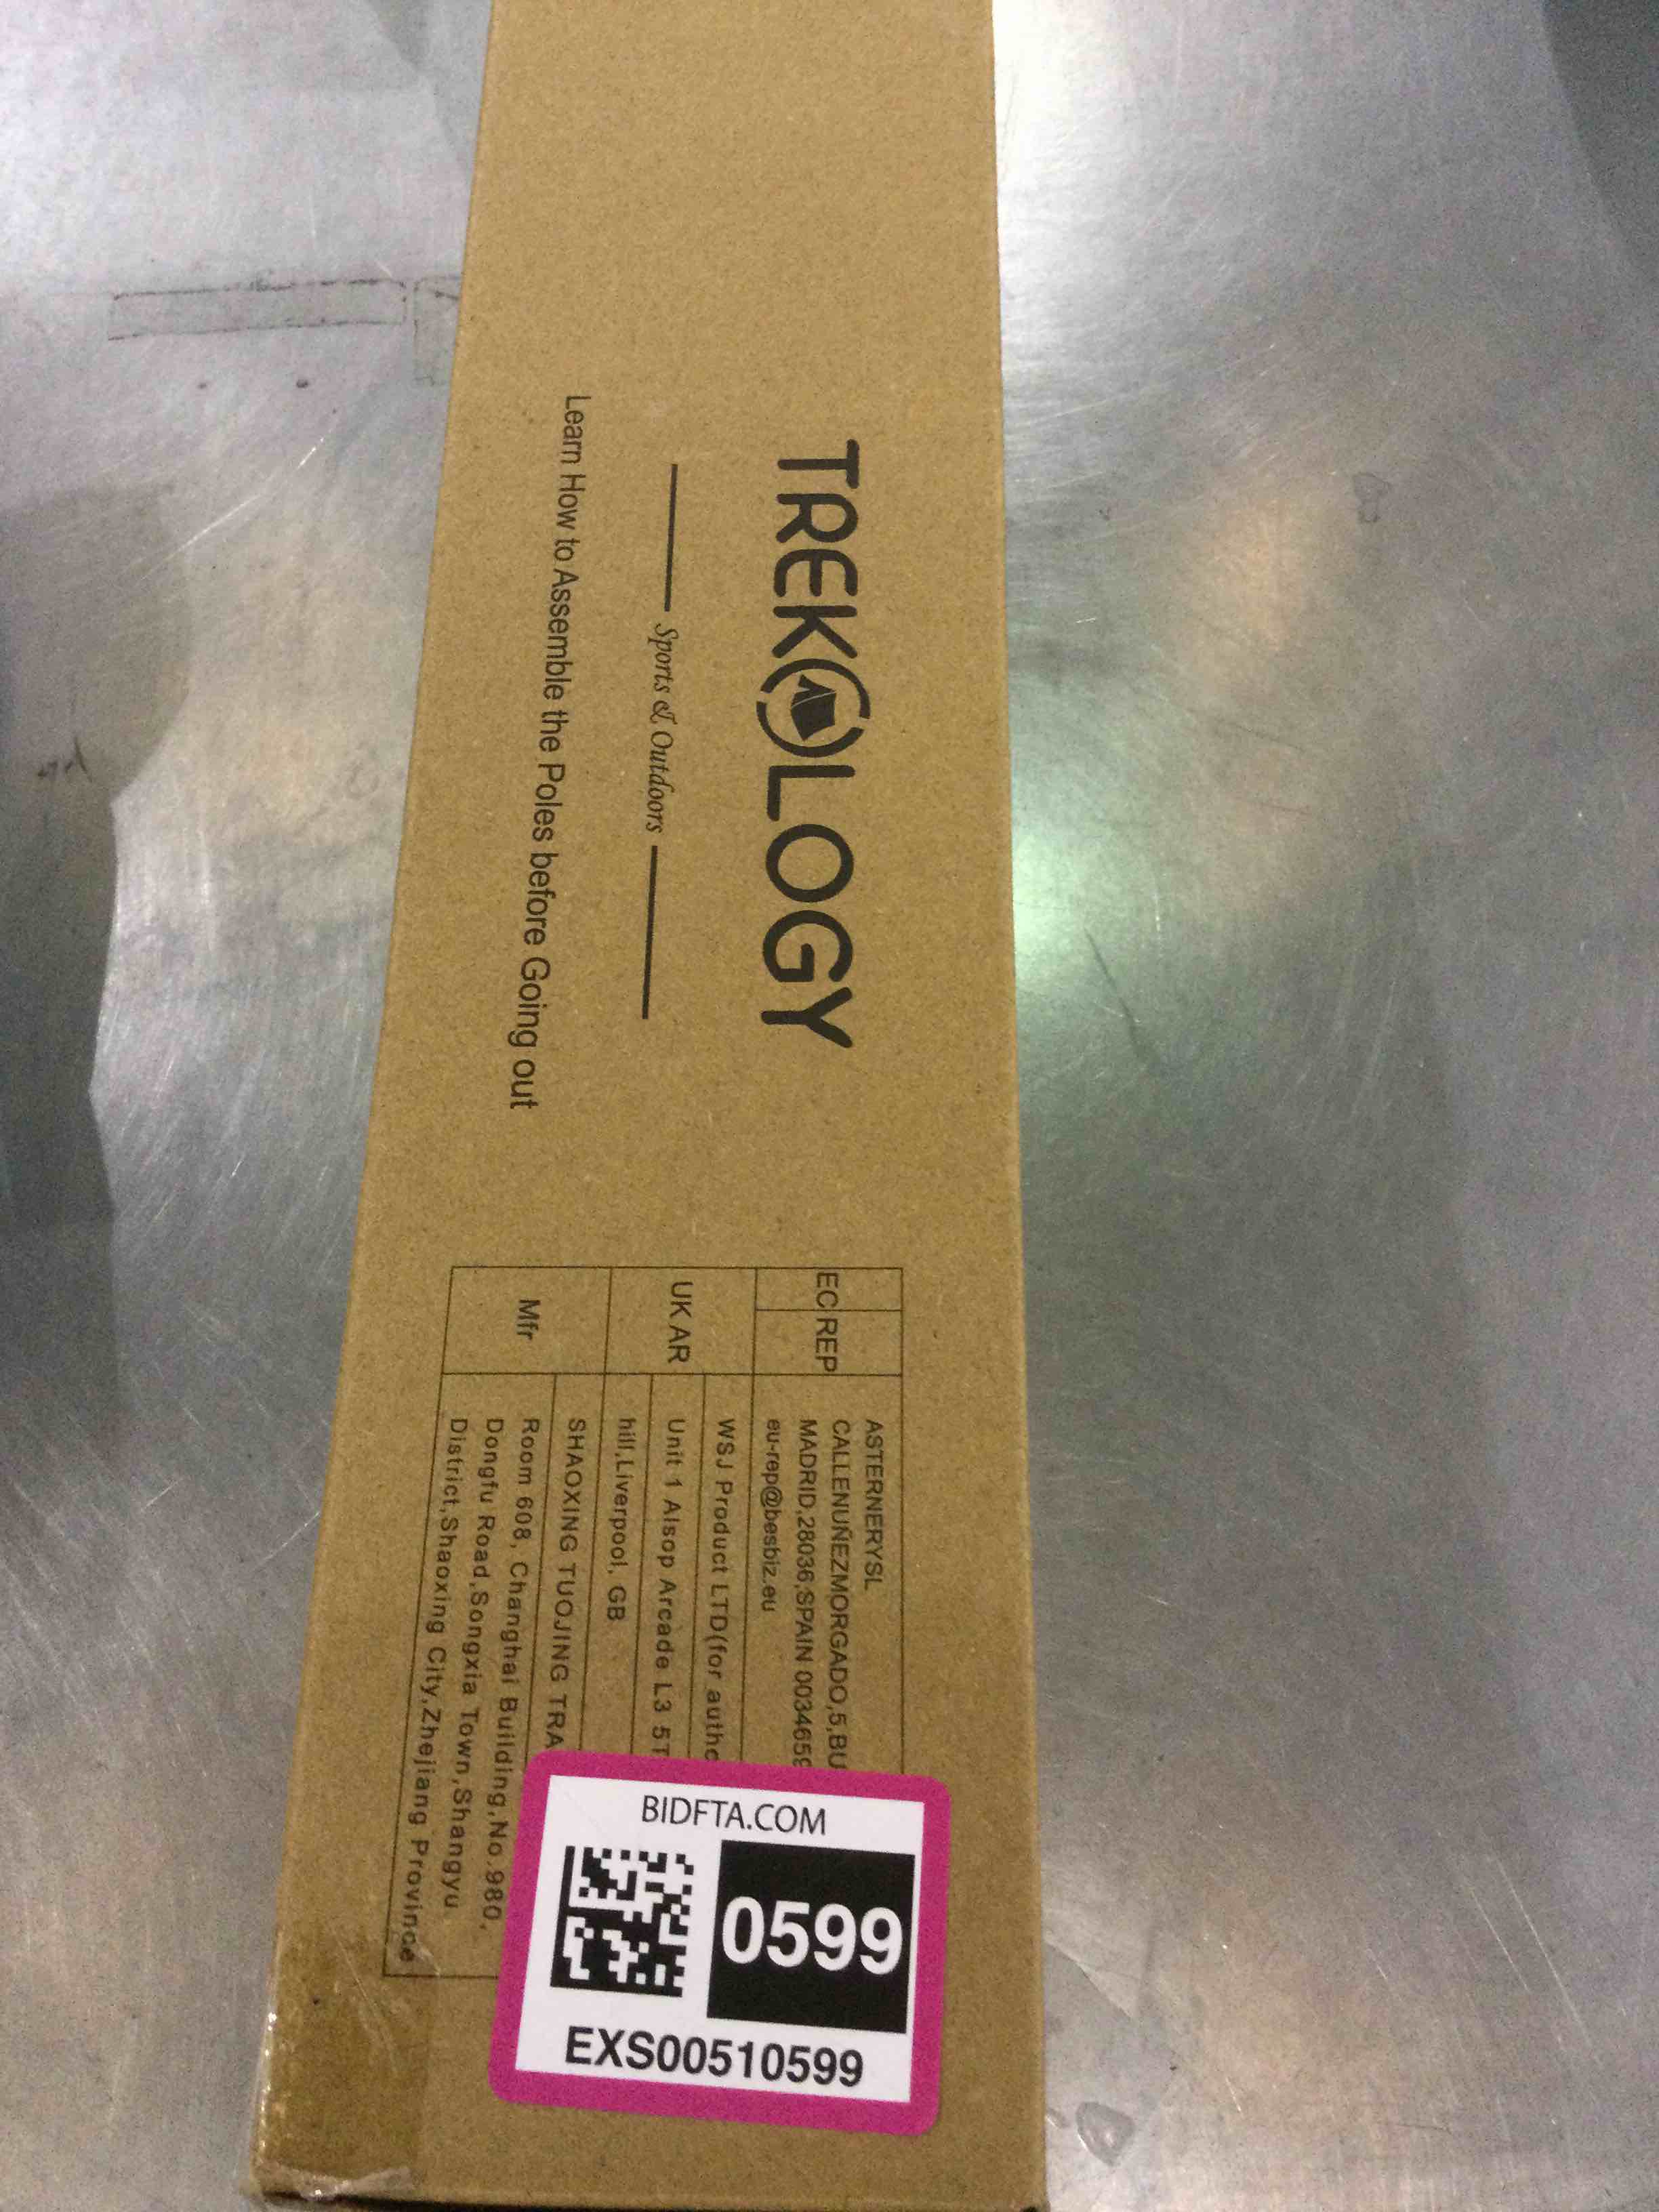 TREKOLOGY
Sports & Outdoors
Learn How to Assemble the Poles before Going out
EC REP
ASTERNERYSL
CALLENUÑEZMORGADO,5,BU
MADRID,28036,SPAIN 003465
eu-rep@besbiz.eu
UK AR
WSJ Product LTD(for autho
Unit 1 Alsop Arcade L3 5T
hill,Liverpool, GB
Mfr
SHAOXING TUOJING TRA
Room 608, Changhai Building,No.980,
Dongfu Road,Songxia Town,Shangyu
District,Shaoxing City,Zhejiang Province
BIDFTA.COM
0599
EXS00510599